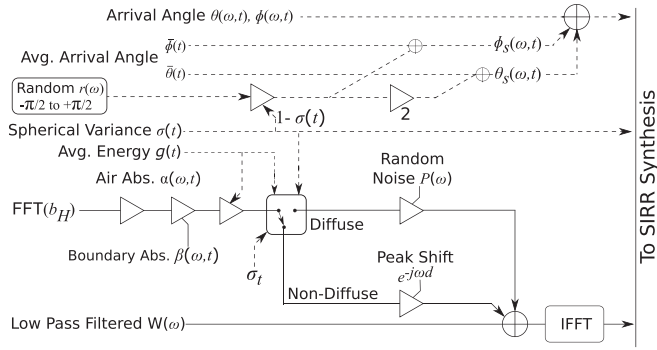 Arrival Angle θ(ω,t), ϕ(ω,t)
Avg. Arrival Angle
ϕ̄(t)
ϕs(ω,t)
θ̄(t)
θs(ω,t)
Random r(ω)
-π/2 to +π/2
2
1- σ(t)
Spherical Variance σ(t)
Avg. Energy g(t)
Air Abs. α(ω,t)
Random
Noise P(ω)
FFT(bH)
Diffuse
Boundary Abs. β(ω,t)
σt
Peak Shift
e-jωd
Non-Diffuse
Low Pass Filtered W(ω)
IFFT
To SIRR Synthesis